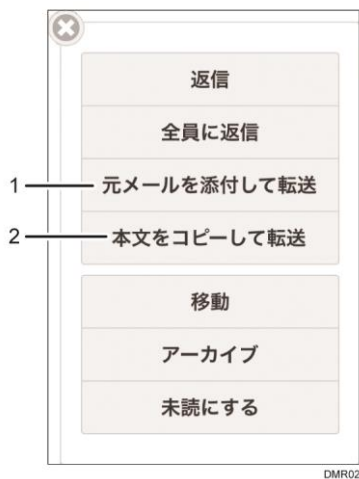 返信
全員に返信
1 元メールを添付して転送
2 本文をコピーして転送
移動
アーカイブ
未読にする
DMR02